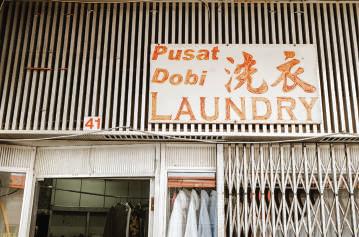 Pusat
Dobi
洗衣
LAUNDRY
41